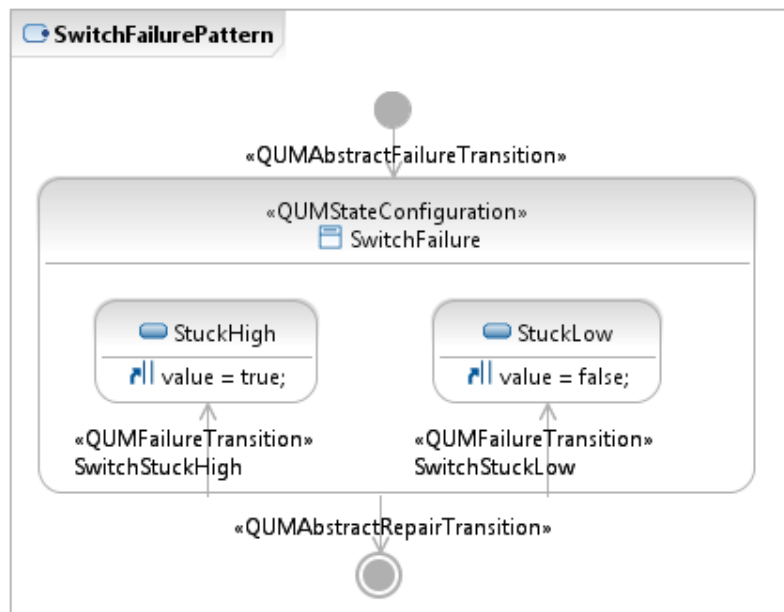 SwitchFailurePattern
«QUMAbstractFailureTransition»
«QUMStateConfiguration»
SwitchFailure
StuckHigh
value = true;
StuckLow
value = false;
«QUMFailureTransition»
SwitchStuckHigh
«QUMFailureTransition»
SwitchStuckLow
«QUMAbstractRepairTransition»